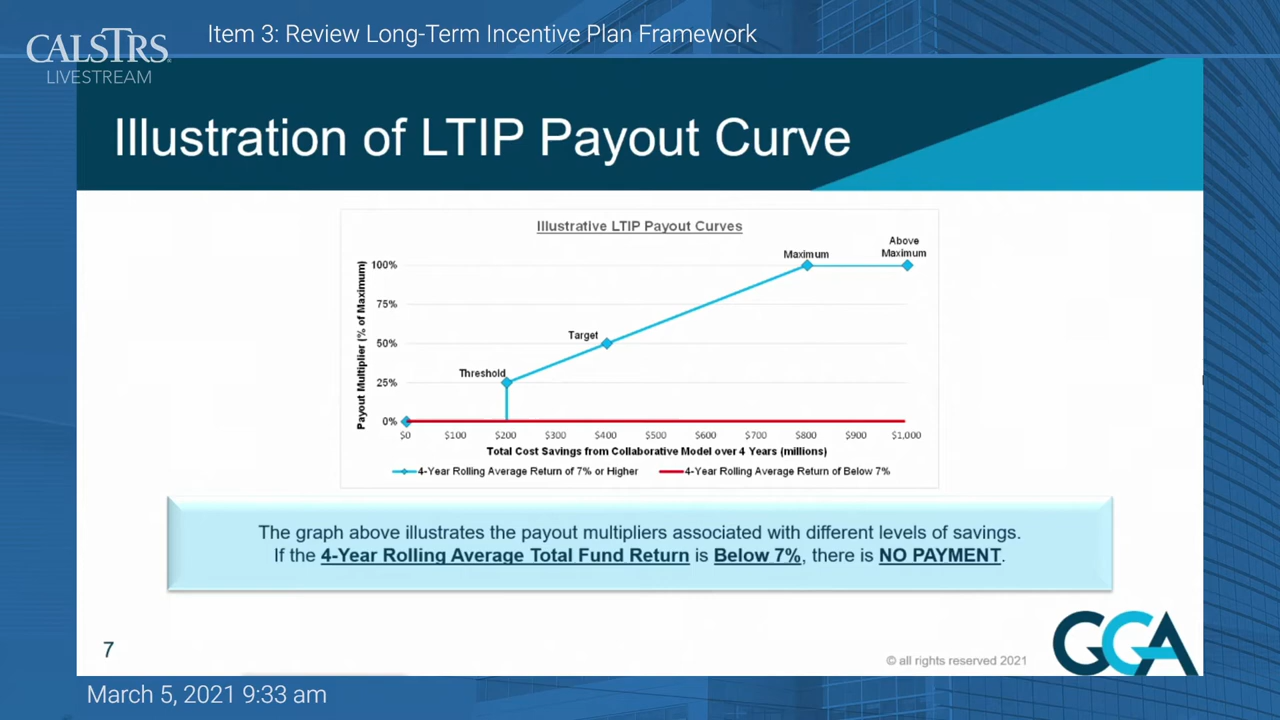 Item 3: Review Long-Term Incentive Plan Framework
CALSTRS
LIVESTREAM
Illustration of LTIP Payout Curve
Illustrative LTIP Payout Curves
Payout Multiplier (% of Maximum)
100%
75%
50%
25%
0%
Threshold
Target
Maximum
Above
Maximum
$0 $100 $200 $300 $400 $500 $600 $700 $800 $900 $1,000
Total Cost Savings from Collaborative Model over 4 Years (millions)
4-Year Rolling Average Return of 7% or Higher 4-Year Rolling Average Return of Below 7%
The graph above illustrates the payout multipliers associated with different levels of savings.
If the 4-Year Rolling Average Total Fund Return is Below 7%, there is NO PAYMENT.
7
© all rights reserved 2021
GGA
March 5, 2021 9:33 am